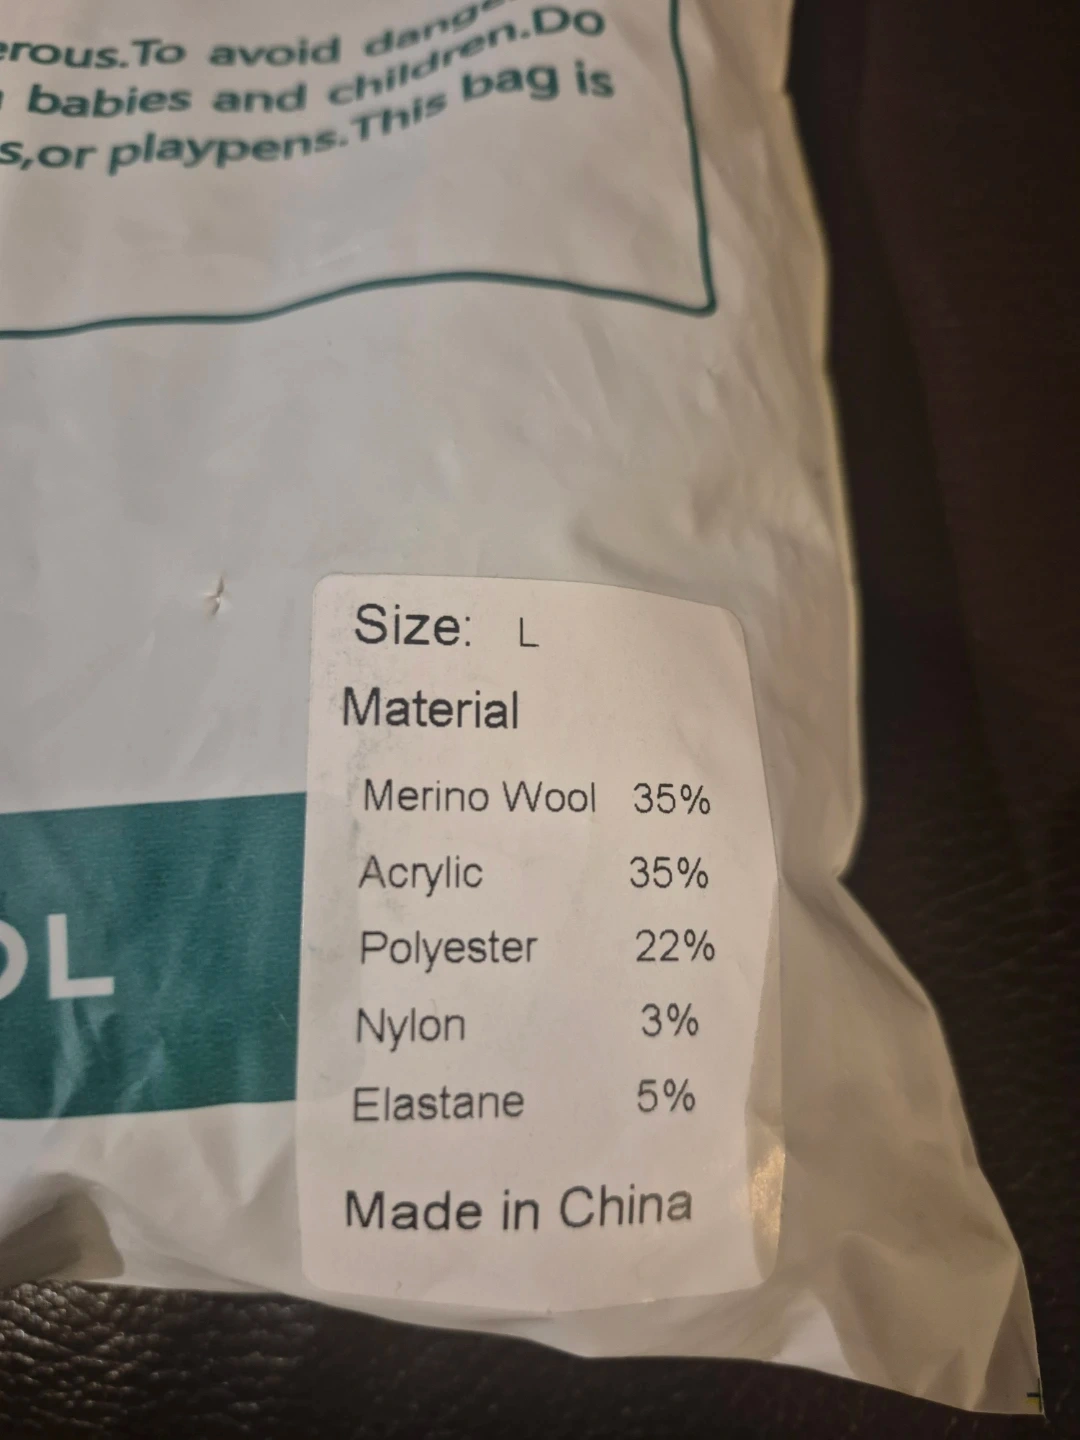 erous.To avoid dange
babies and children.Do
s,or playpens.This bag is
Size: L
Material
Merino Wool 35%
Acrylic 35%
Polyester 22%
Nylon 3%
Elastane 5%
OL
Made in China